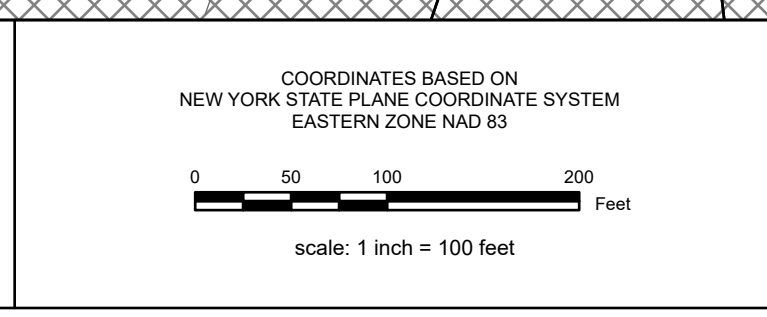 COORDINATES BASED ON
NEW YORK STATE PLANE COORDINATE SYSTEM
EASTERN ZONE NAD 83
0 50 100 200
Feet
scale: 1 inch = 100 feet